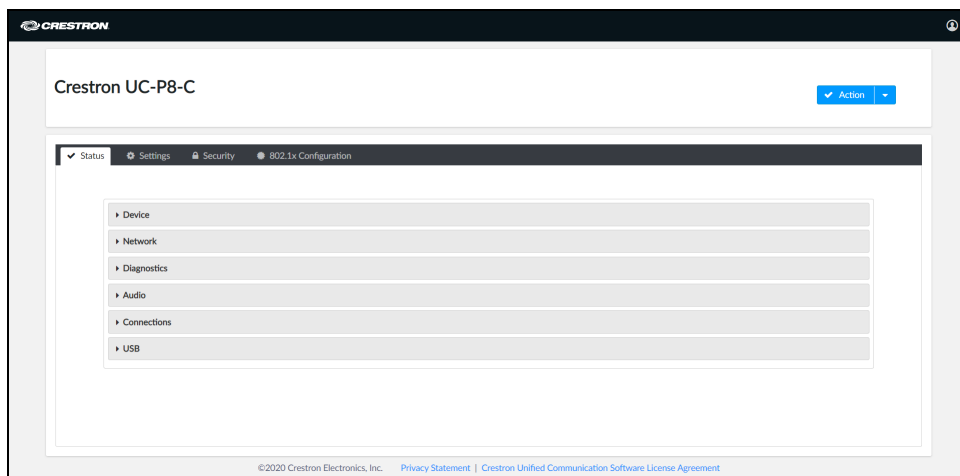 CRESTRON
Crestron UC-P8-C
Action
Status Settings Security 802.1x Configuration
Device
Network
Diagnostics
Audio
Connections
USB
©2020 Crestron Electronics, Inc. Privacy Statement | Crestron Unified Communication Software License Agreement